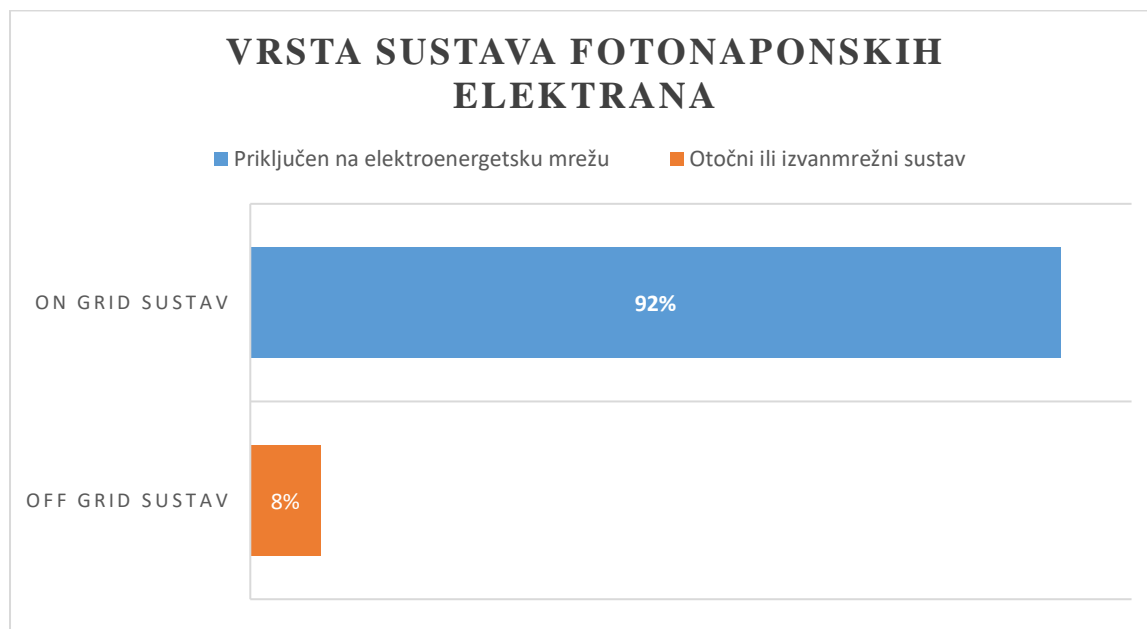 VRSTA SUSTAVA FOTONAPONSKIH
ELEKTRANA
Priključen na elektroenergetsku mrežu Otočni ili izvanmrežni sustav
ON GRID SUSTAV
92%
OFF GRID SUSTAV
8%